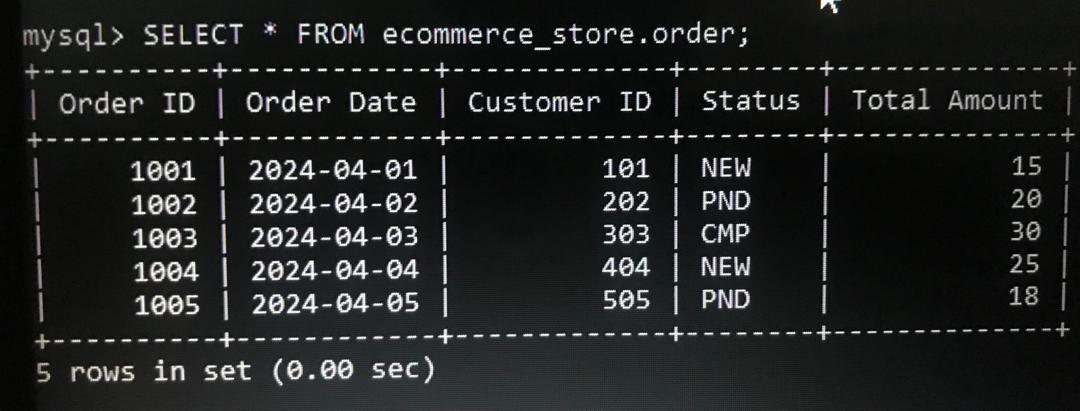 mysql> SELECT * FROM ecommerce_store.order;
+----------+------------+-------------+--------+--------------+
| Order ID | Order Date | Customer ID | Status | Total Amount |
+----------+------------+-------------+--------+--------------+
|     1001 | 2024-04-01 |         101 | NEW    |           15 |
|     1002 | 2024-04-02 |         202 | PND    |           20 |
|     1003 | 2024-04-03 |         303 | CMP    |           30 |
|     1004 | 2024-04-04 |         404 | NEW    |           25 |
|     1005 | 2024-04-05 |         505 | PND    |           18 |
+----------+------------+-------------+--------+--------------+
5 rows in set (0.00 sec)